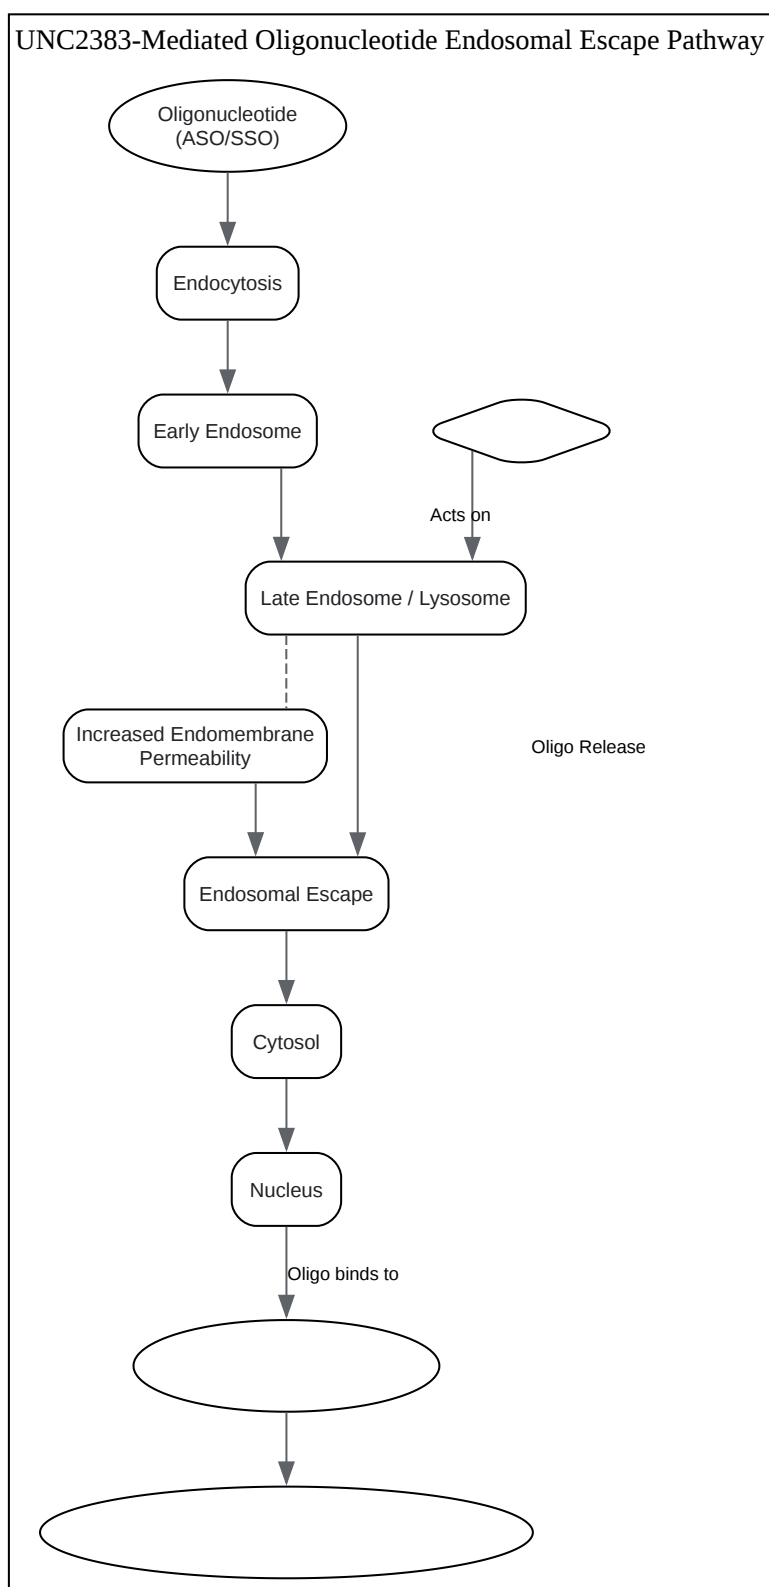 UNC2383-Mediated Oligonucleotide Endosomal Escape Pathway
Oligonucleotide
(ASO/SSO)
Endocytosis
Early Endosome
Acts on
Late Endosome / Lysosome
Increased Endomembrane
Permeability
Oligo Release
Endosomal Escape
Cytosol
Nucleus
Oligo binds to